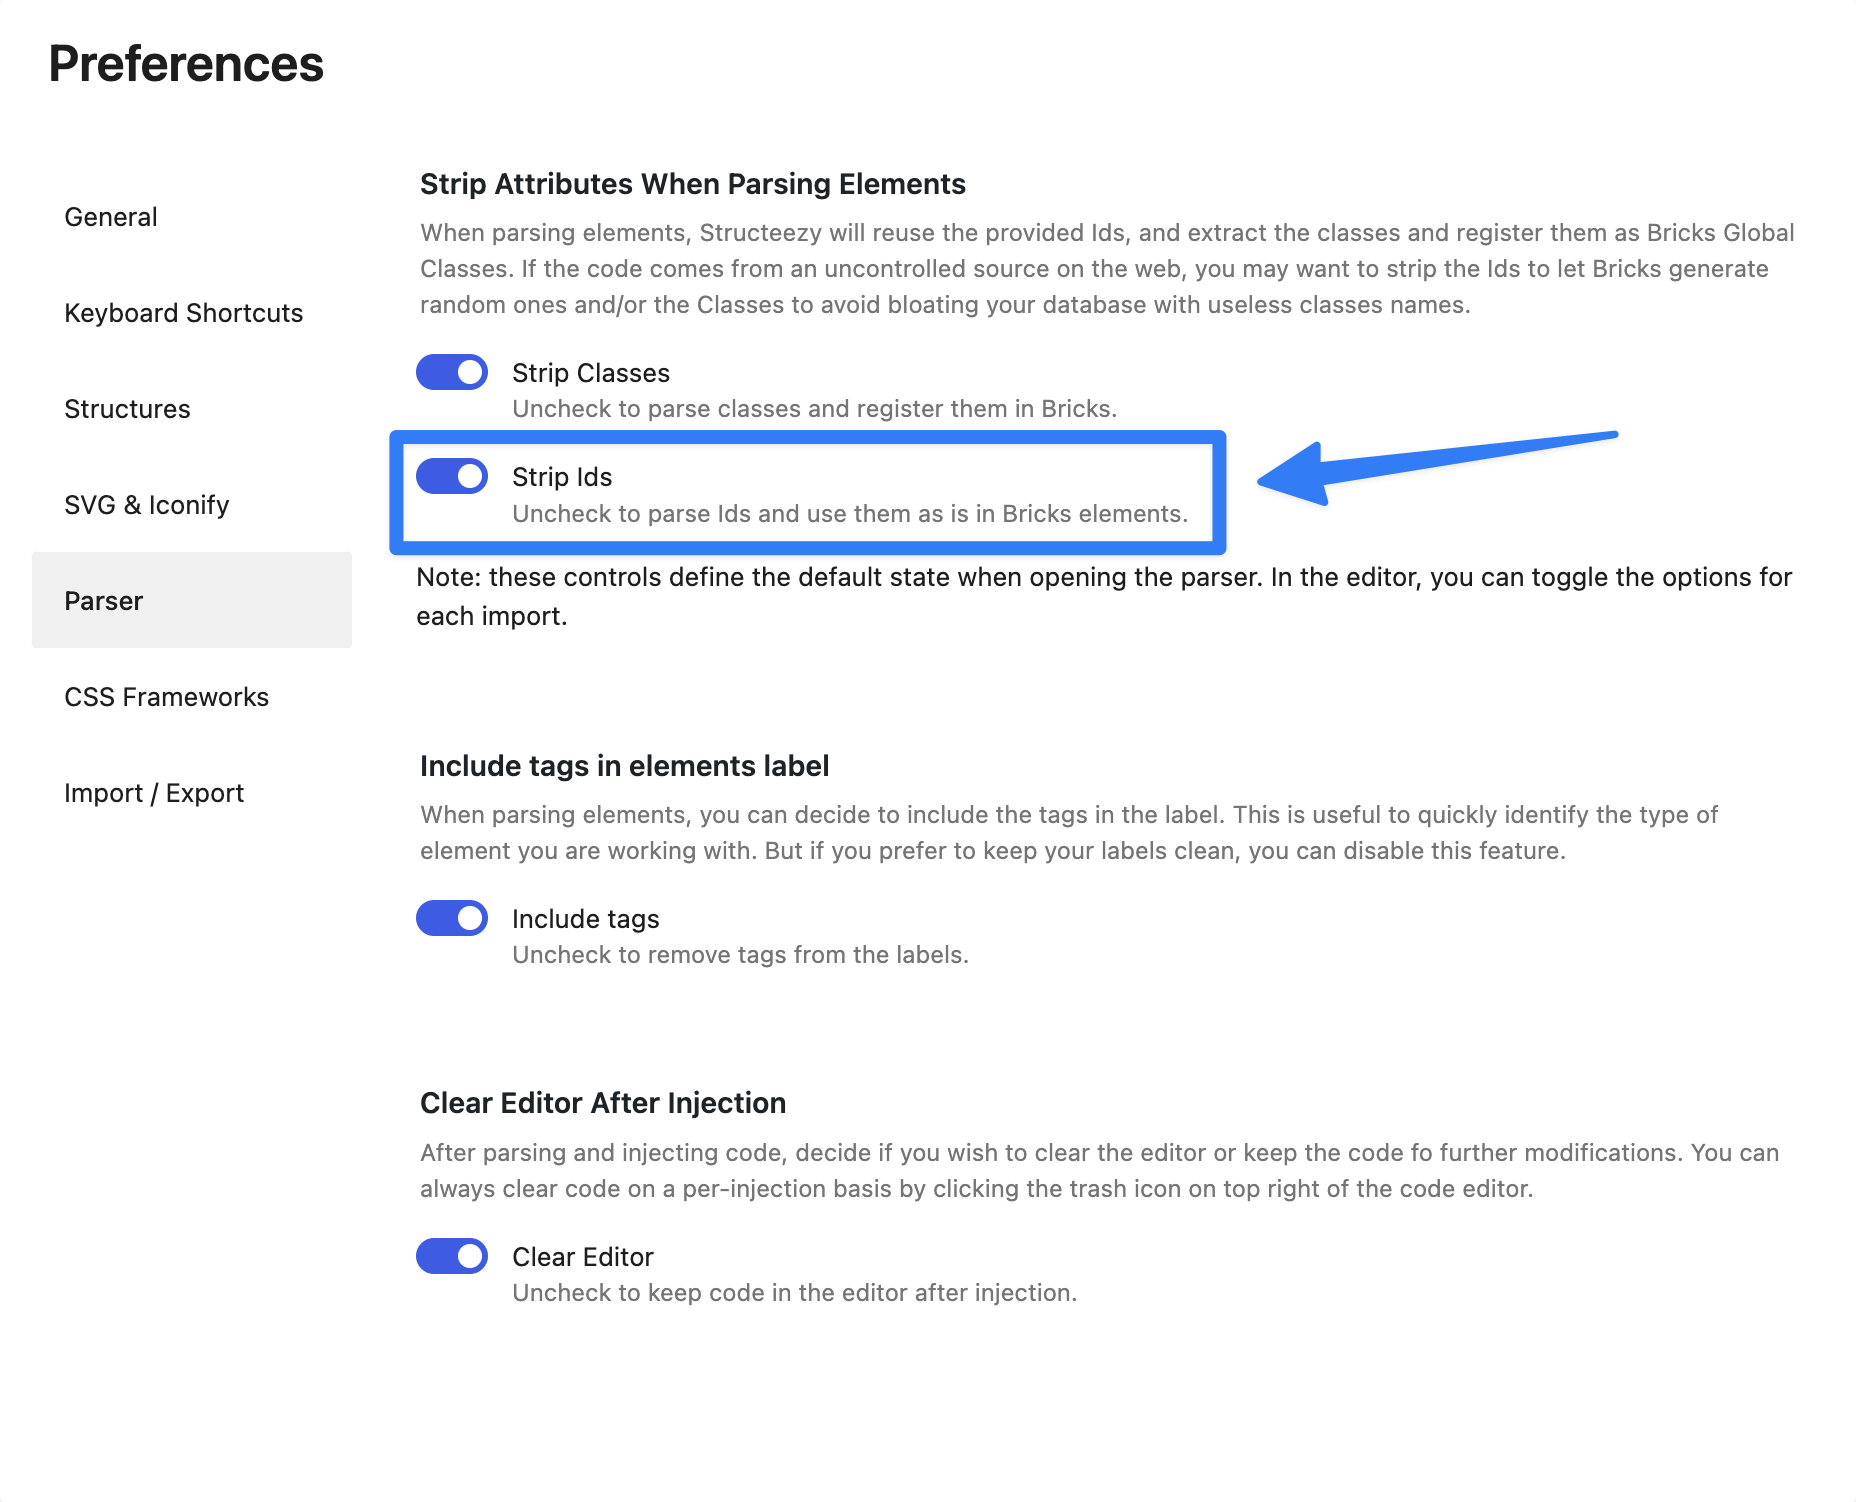 Preferences
General
Keyboard Shortcuts
Structures
SVG & Iconify
Parser
CSS Frameworks
Import / Export
Strip Attributes When Parsing Elements
When parsing elements, Structeezy will reuse the provided Ids, and extract the classes and register them as Bricks Global
Classes. If the code comes from an uncontrolled source on the web, you may want to strip the Ids to let Bricks generate
random ones and/or the Classes to avoid bloating your database with useless classes names.
Strip Classes
Uncheck to parse classes and register them in Bricks.
Strip Ids
Uncheck to parse Ids and use them as is in Bricks elements.
Note: these controls define the default state when opening the parser. In the editor, you can toggle the options for
each import.
Include tags in elements label
When parsing elements, you can decide to include the tags in the label. This is useful to quickly identify the type of
element you are working with. But if you prefer to keep your labels clean, you can disable this feature.
Include tags
Uncheck to remove tags from the labels.
Clear Editor After Injection
After parsing and injecting code, decide if you wish to clear the editor or keep the code fo further modifications. You can
always clear code on a per-injection basis by clicking the trash icon on top right of the code editor.
Clear Editor
Uncheck to keep code in the editor after injection.